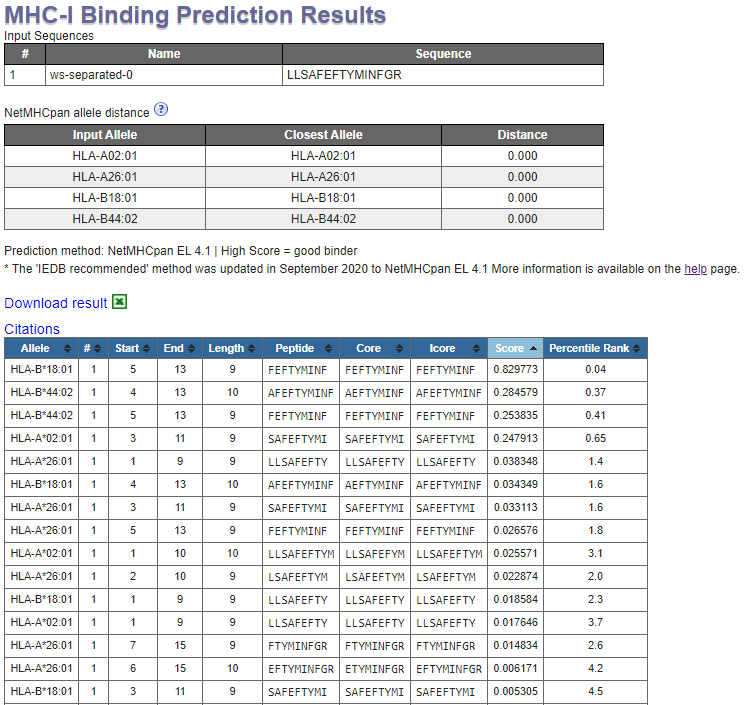 MHC-I Binding Prediction Results
Input Sequences
# Name Sequence
1 ws-separated-0 LLSAFEFTYMINFGR
NetMHCpan allele distance ?
Input Allele Closest Allele Distance
HLA-A02:01 HLA-A02:01 0.000
HLA-A26:01 HLA-A26:01 0.000
HLA-B18:01 HLA-B18:01 0.000
HLA-B44:02 HLA-B44:02 0.000
Prediction method: NetMHCpan EL 4.1 | High Score = good binder
* The 'IEDB recommended' method was updated in September 2020 to NetMHCpan EL 4.1 More information is available on the help page.
Download result
Citations
Allele # Start End Length Peptide Core Icore Score Percentile Rank
HLA-B*18:01 1 5 13 9 FEFTYMINF FEFTYMINF FEFTYMINF 0.829773 0.04
HLA-B*44:02 1 4 13 10 AFEFTYMINF AEFTYMINF AFEFTYMINF 0.284579 0.37
HLA-B*44:02 1 5 13 9 FEFTYMINF FEFTYMINF FEFTYMINF 0.253835 0.41
HLA-A*02:01 1 3 11 9 SAFEFTYMI SAFEFTYMI SAFEFTYMI 0.247913 0.65
HLA-A*26:01 1 1 9 9 LLSAFEFTY LLSAFEFTY LLSAFEFTY 0.038348 1.4
HLA-B*18:01 1 4 13 10 AFEFTYMINF AEFTYMINF AFEFTYMINF 0.034349 1.6
HLA-A*26:01 1 3 11 9 SAFEFTYMI SAFEFTYMI SAFEFTYMI 0.033113 1.6
HLA-A*26:01 1 5 13 9 FEFTYMINF FEFTYMINF FEFTYMINF 0.026576 1.8
HLA-A*02:01 1 1 10 10 LLSAFEFTYM LLSAFEFYM LLSAFEFTYM 0.025571 3.1
HLA-A*26:01 1 2 10 9 LSAFEFTYM LSAFEFTYM LSAFEFTYM 0.022874 2.0
HLA-B*18:01 1 1 9 9 LLSAFEFTY LLSAFEFTY LLSAFEFTY 0.018584 2.3
HLA-A*02:01 1 1 9 9 LLSAFEFTY LLSAFEFTY LLSAFEFTY 0.017646 3.7
HLA-A*26:01 1 7 15 9 FTYMINFGR FTYMINFGR FTYMINFGR 0.014834 2.6
HLA-A*26:01 1 6 15 10 EFTYMINFGR ETYMINFGR EFTYMINFGR 0.006171 4.2
HLA-B*18:01 1 3 11 9 SAFEFTYMI SAFEFTYMI SAFEFTYMI 0.005305 4.5